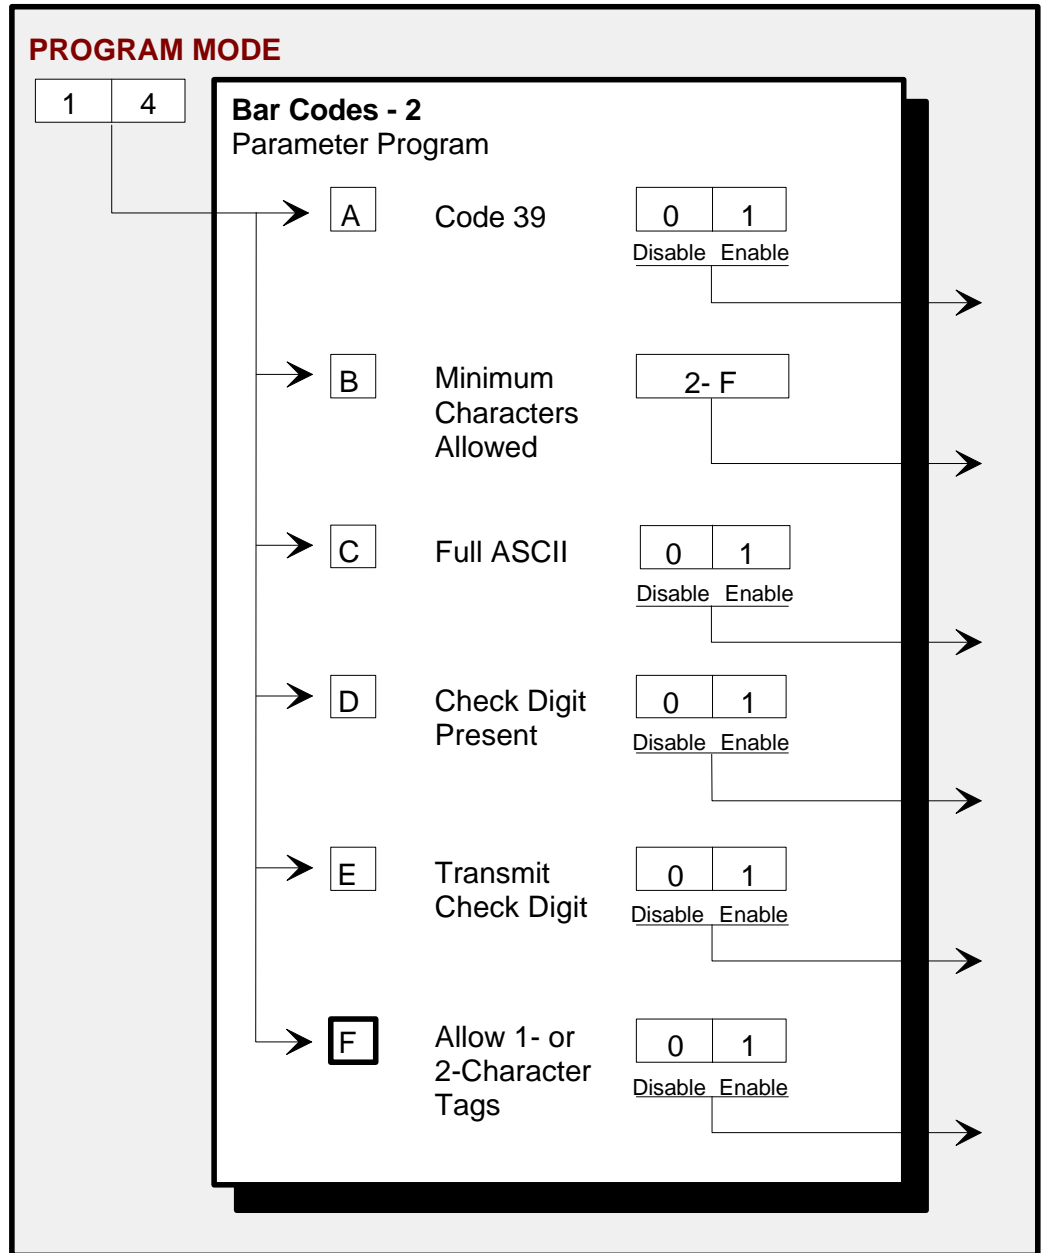 PROGRAM MODE
1 4
Bar Codes - 2
Parameter Program
A Code 39 0 1
Disable Enable
B Minimum 2- F
Characters
Allowed
C Full ASCII 0 1
Disable Enable
D Check Digit 0 1
Present Disable Enable
E Transmit 0 1
Check Digit Disable Enable
F Allow 1- or 0 1
2-Character Disable Enable
Tags